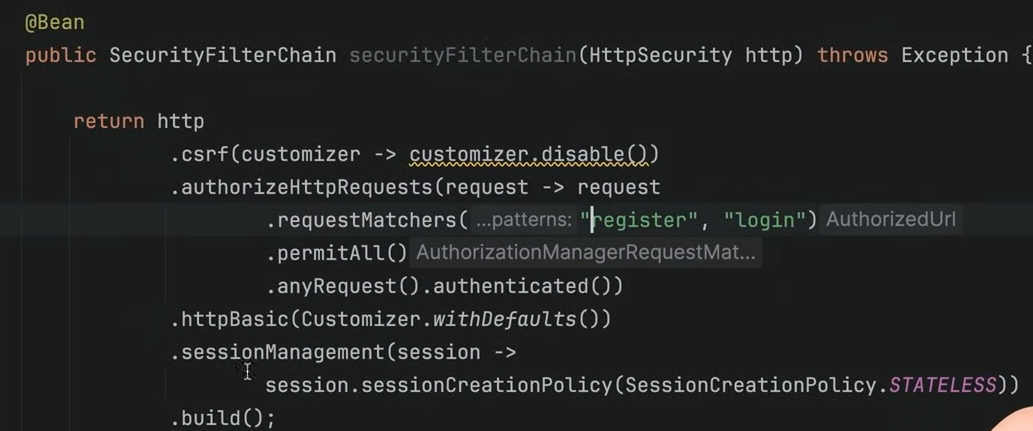 @Bean
public SecurityFilterChain securityFilterChain(HttpSecurity http) throws Exception {
return http
.csrf(customizer -> customizer.disable())
.authorizeHttpRequests(request -> request
.requestMatchers( ...patterns: "register", "login") AuthorizedUrl
.permitAll() AuthorizationManagerRequestMat...
.anyRequest().authenticated())
.httpBasic(Customizer.withDefaults())
.sessionManagement(session ->
session.sessionCreationPolicy(SessionCreationPolicy.STATELESS))
.build();